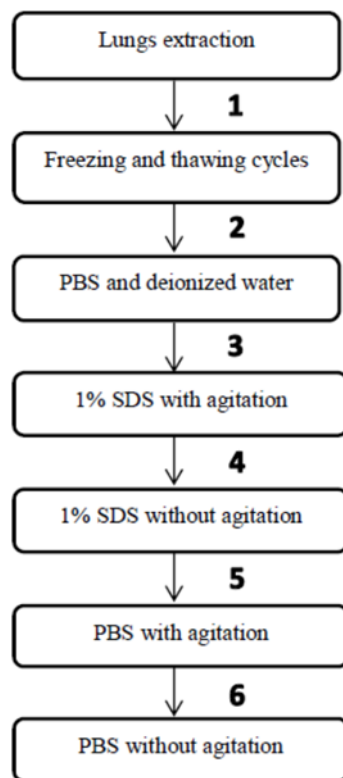 Lungs extraction
1
Freezing and thawing cycles
2
PBS and deionized water
3
1% SDS with agitation
4
1% SDS without agitation
5
PBS with agitation
6
PBS without agitation